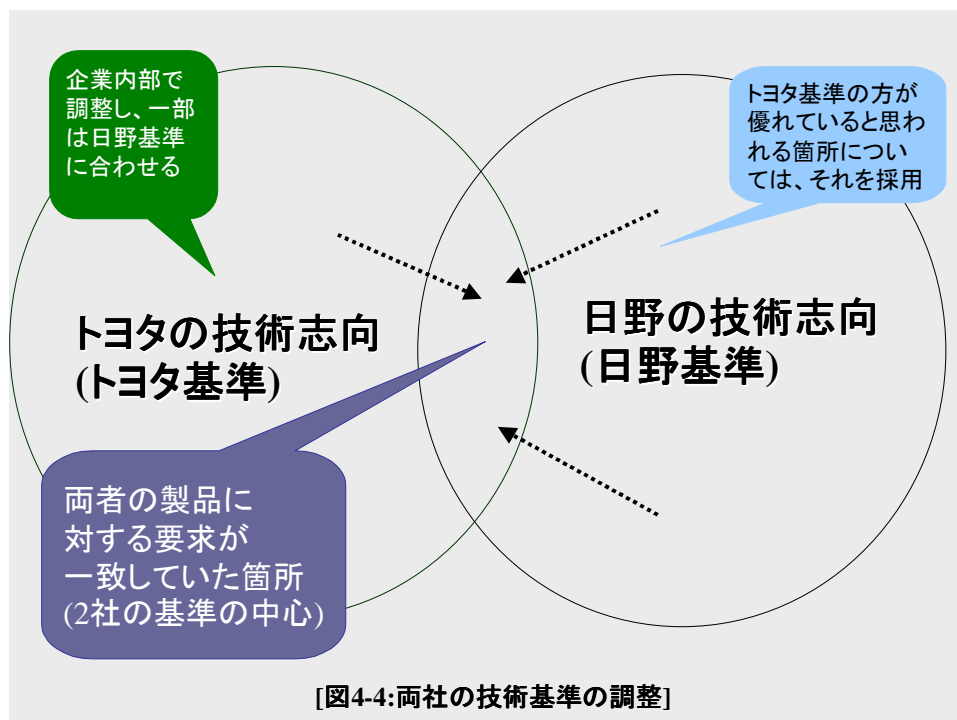 企業内部で
調整し、一部
は日野基準
に合わせる
トヨタ基準の方が
優れていると思わ
れる箇所につい
ては、それを採用
トヨタの技術志向
(トヨタ基準)
日野の技術志向
(日野基準)
両者の製品に
対する要求が
一致していた箇所
(2社の基準の中心)
[図4-4:両社の技術基準の調整]